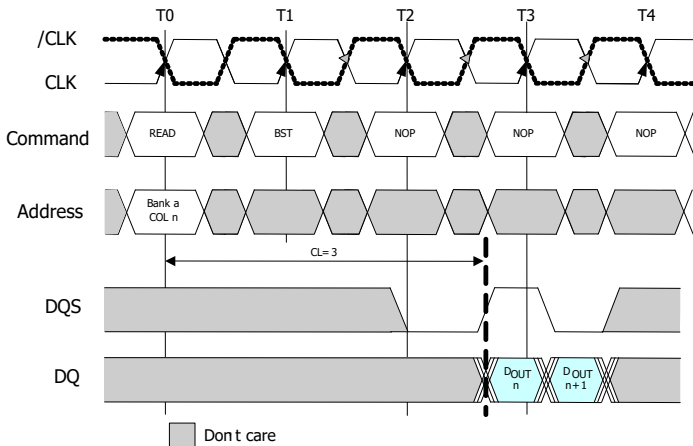 T0 T1 T2 T3 T4
/CLK
CLK
Command READ BST NOP NOP NOP
Address Bank a
COL n
CL=3
DQS
DQ DOUT DOUT
n n+1
Don't care